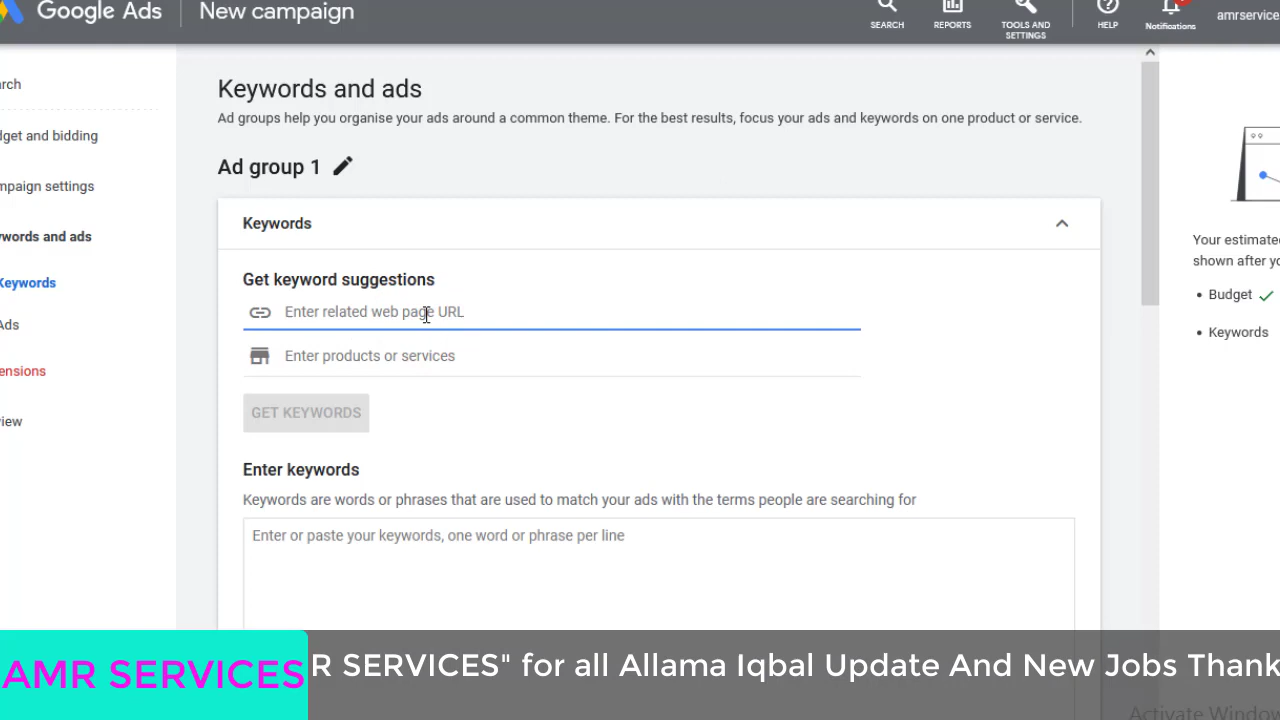 Google Ads
New campaign
SEARCH
REPORTS
TOOLS AND
SETTINGS
HELP
Notifications
amrservice
rch
dget and bidding
mpaign settings
words and ads
Keywords
Ads
ensions
view
Keywords and ads
Ad groups help you organise your ads around a common theme. For the best results, focus your ads and keywords on one product or service.
Ad group 1
Keywords
Get keyword suggestions
Enter related web page URL
Enter products or services
GET KEYWORDS
Enter keywords
Keywords are words or phrases that are used to match your ads with the terms people are searching for
Enter or paste your keywords, one word or phrase per line
Your estimated
shown after yo
• Budget
• Keywords
Activate Window
AMR SERVICES
R SERVICES" for all Allama Iqbal Update And New Jobs Thank